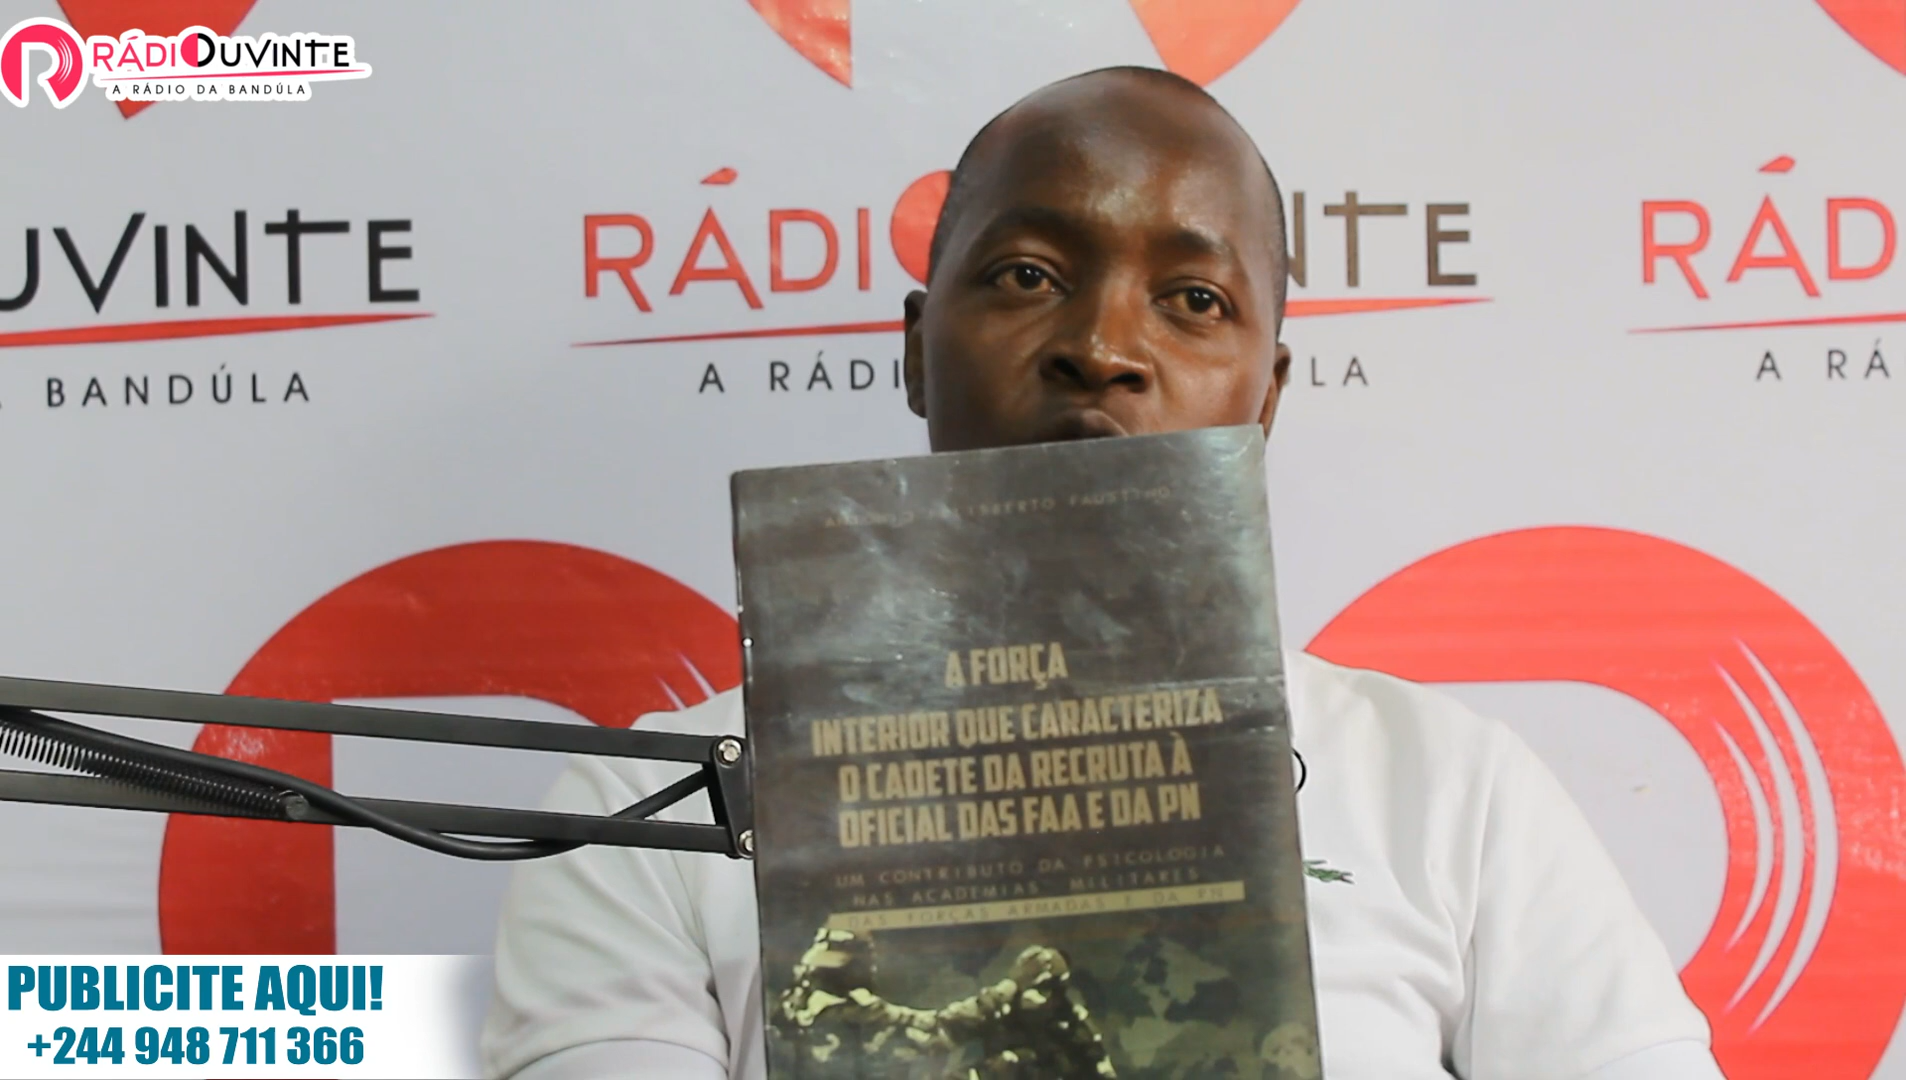 RÁDIOUVINTE
A RÁDIO DA BANDÚLA
OUVINTE
BANDÚLA
RÁDI NTE
A RÁDI LA
RÁD
A RÁ
FAUSTINO
A FORÇA
INTERIOR QUE CARACTERIZA
O CADETE DA RECRUTA À
OFICIAL DAS FAA E DA PN
UM CONTRIBUTO DA PSICOLOGIA
NAS ACADEMIAS MILITARES
DAS FORÇAS ARMADAS E DA PN
PUBLICITE AQUI!
+244 948 711 366